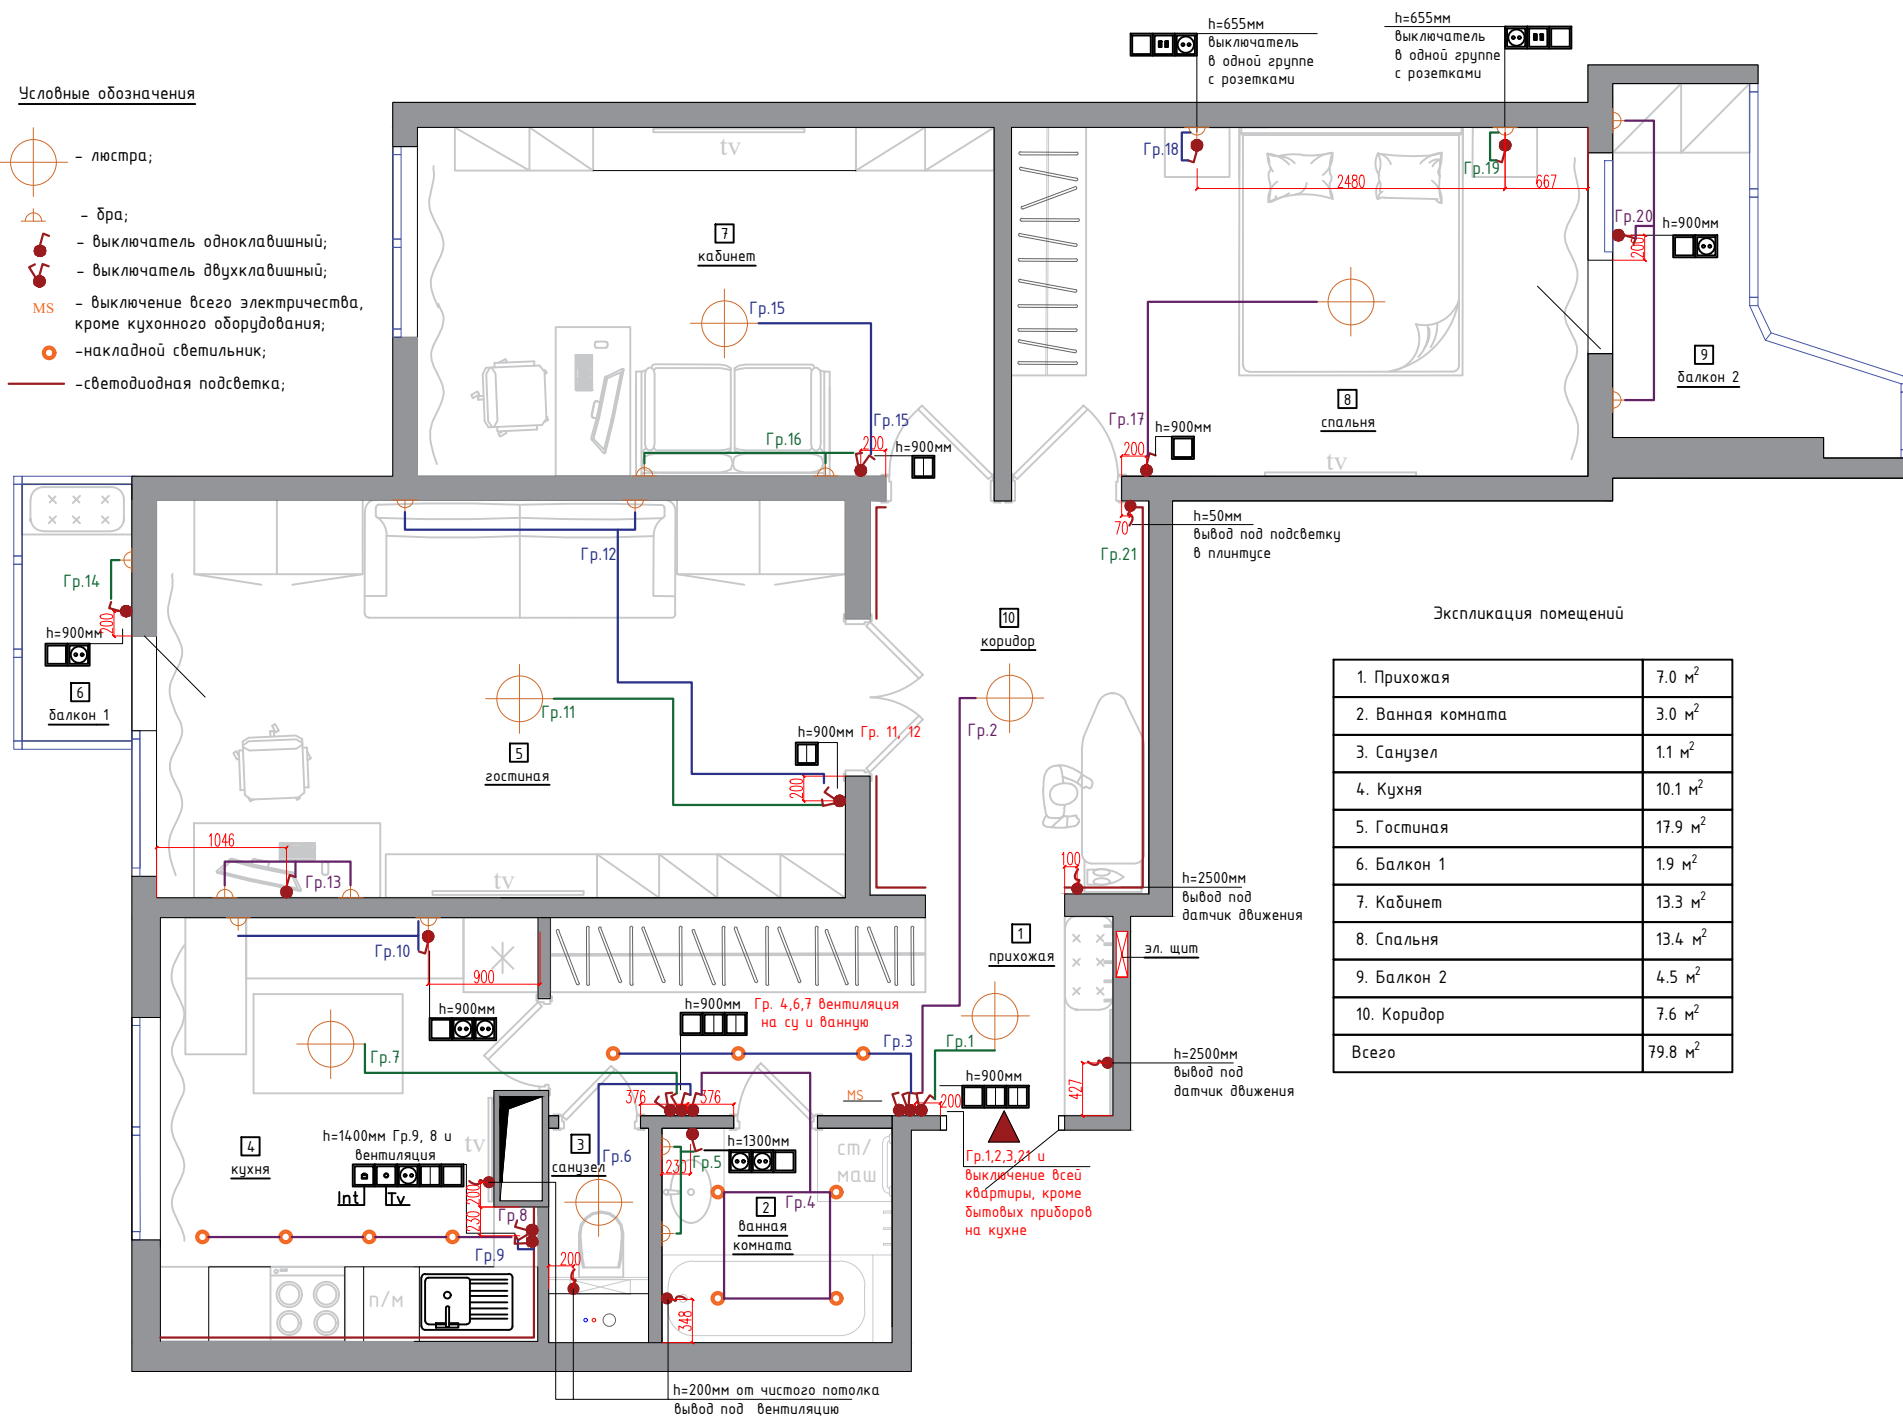 h=655мм
выключатель
в одной группе
с розетками
h=655мм
выключатель
в одной группе
с розетками
Условные обозначения
- люстра;
- бра;
- выключатель одноклавишный;
- выключатель двухклавишный;
MS - выключение всего электричества,
кроме кухонного оборудования;
-накладной светильник;
-светодиодная подсветка;
tv
7
кабинет
Гр.15
Гр.15
Гр.16
200
h=900мм
Гр.18
Гр.19
2480
667
8
спальня
Гр.17
h=900мм
200
tv
Гр.20
h=900мм
200
9
балкон 2
h=50мм
вывод под подсветку
в плинтусе
70
Гр.21
Гр.12
Гр.14
200
h=900мм
6
балкон 1
Гр.11
5
гостиная
h=900мм Гр. 11, 12
200
1046
Гр.13
tv
10
коридор
Гр.2
100
h=2500мм
вывод под
датчик движения
Экспликация помещений
1. Прихожая 7.0 м²
2. Ванная комната 3.0 м²
3. Санузел 1.1 м²
4. Кухня 10.1 м²
5. Гостиная 17.9 м²
6. Балкон 1 1.9 м²
7. Кабинет 13.3 м²
8. Спальня 13.4 м²
9. Балкон 2 4.5 м²
10. Коридор 7.6 м²
Всего 79.8 м²
1
прихожая
эл. щит
Гр.10
900
h=900мм
h=900мм
Гр. 4,6,7 вентиляция
на су и ванную
Гр.7
Гр.3
Гр.1
h=2500мм
вывод под
датчик движения
427
376
376
MS
200
h=900мм
Гр.1,2,3,21 и
выключение всей
квартиры, кроме
бытовых приборов
на кухне
4
кухня
h=1400мм Гр.9, 8 и
вентиляция
Int
Tv
tv
200
230
Гр.8
Гр.9
п/м
3
санузел
Гр.6
200
h=1300мм
Гр.5
230
Гр.4
2
ванная
комната
ст/
маш
348
h=200мм от чистого потолка
вывод под вентиляцию